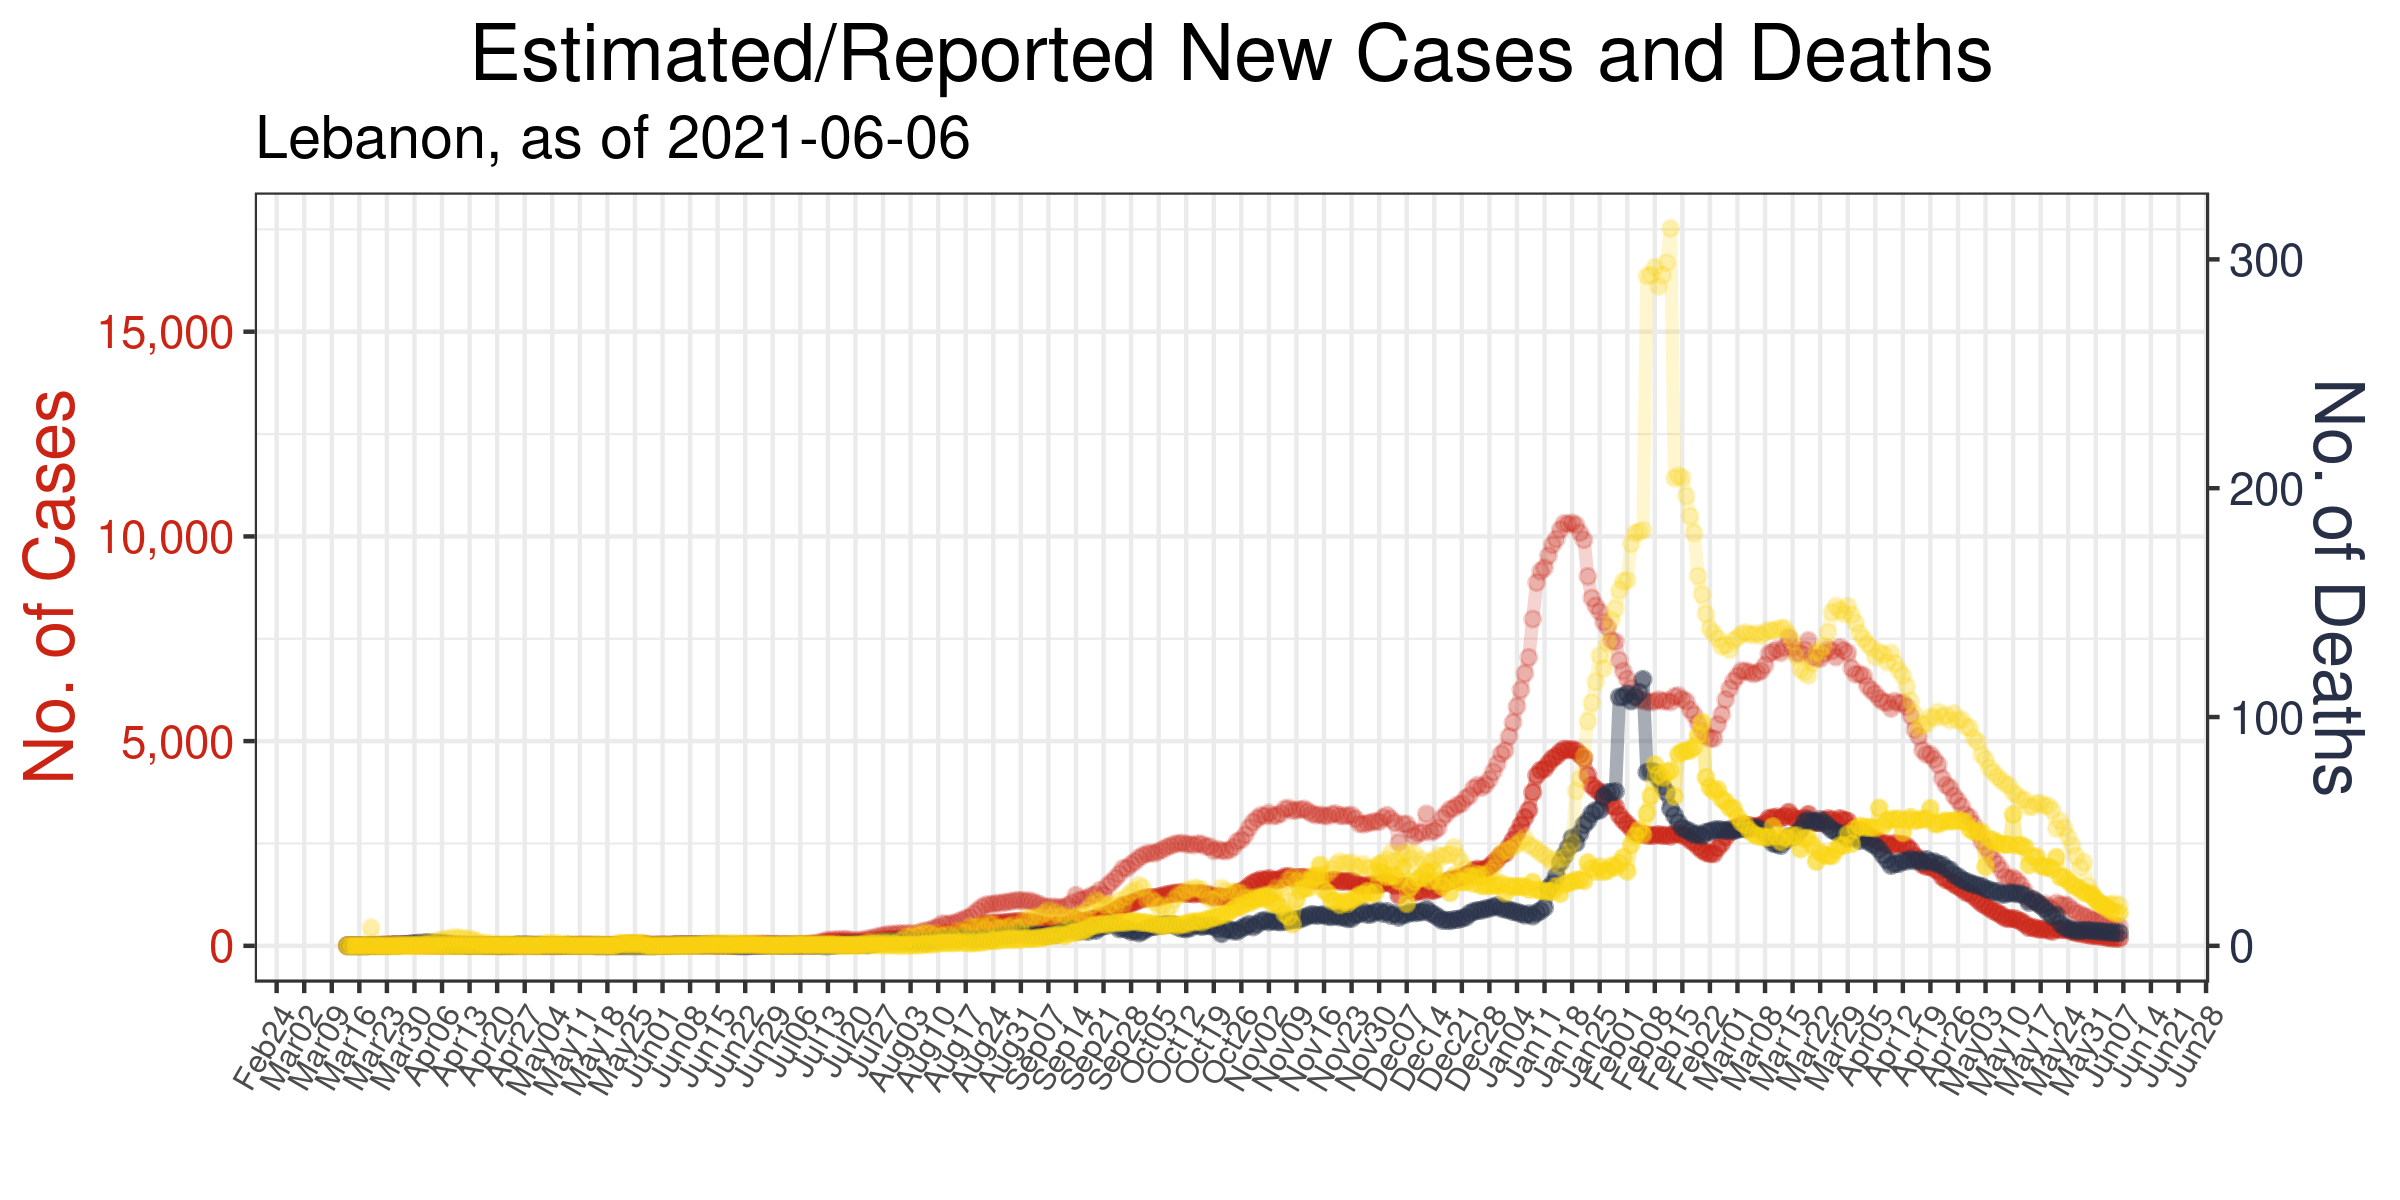 Estimated/Reported New Cases and Deaths
Lebanon, as of 2021-06-06
No. of Cases
15,000
10,000
5,000
0
300
200
100
0
No. of Deaths
Feb24
Mar02
Mar09
Mar16
Mar23
Mar30
Apr06
Apr13
Apr20
Apr27
May04
May11
May18
May25
Jun01
Jun08
Jun15
Jun22
Jun29
Jul06
Jul13
Jul20
Jul27
Aug03
Aug10
Aug17
Aug24
Aug31
Sep07
Sep14
Sep21
Sep28
Oct05
Oct12
Oct19
Oct26
Nov02
Nov09
Nov16
Nov23
Nov30
Dec07
Dec14
Dec21
Dec28
Jan04
Jan11
Jan18
Jan25
Feb01
Feb08
Feb15
Feb22
Mar01
Mar08
Mar15
Mar22
Mar29
Apr05
Apr12
Apr19
Apr26
May03
May10
May17
May24
May31
Jun07
Jun14
Jun21
Jun28